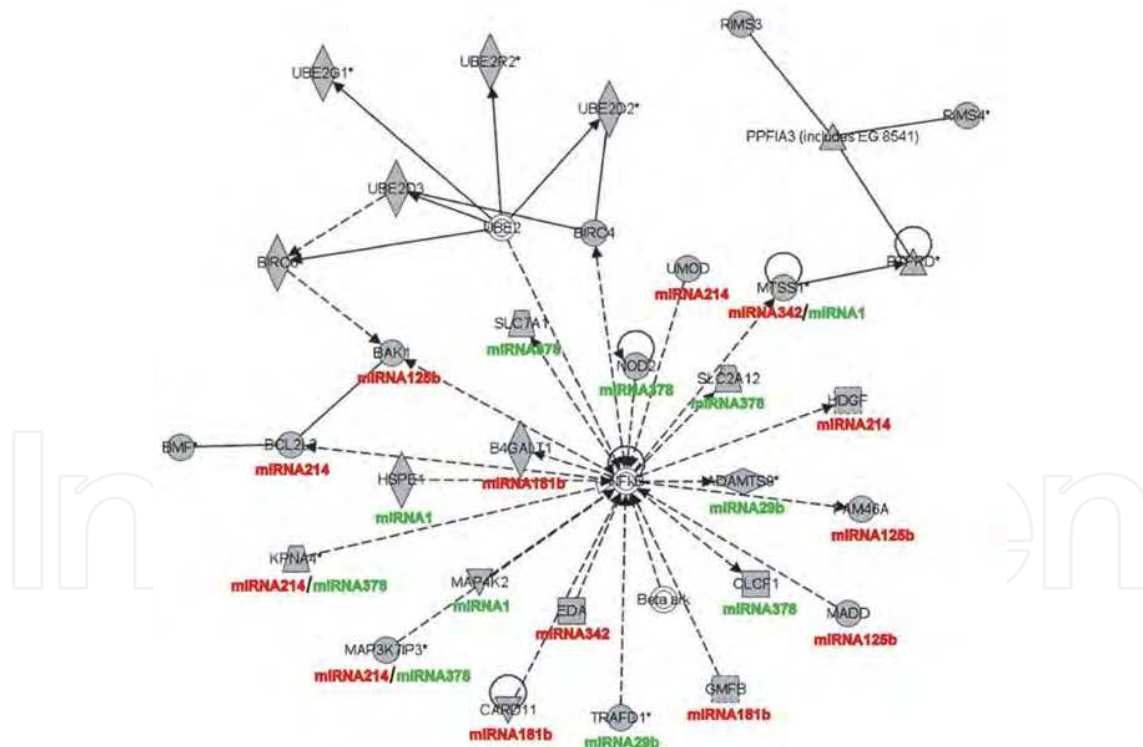 RIMS3
UBE2G1*
UBE2R2*
UBE2D2*
RIMS4*
PPFIA3 (includes EG 8541)
UBE2D3
UBE2
BIRC4
BIRC6*
PTPRD*
UMOD
miRNA214
MTSS1*
miRNA342/miRNA1
SLC7A1
miRNA378
BAK1
miRNA125b
NOD2
miRNA378
SLC2A12
miRNA378
HDGF
miRNA214
BMF*
BCL2L2
miRNA214
B4GALT1
miRNA181b
HSPE1
miRNA1
ADAMTS9*
miRNA29b
FAM46A
miRNA125b
KPNA4*
miRNA214/miRNA378
MAP4K2
miRNA1
EDA
miRNA342
CLCF1
miRNA378
MADD
miRNA125b
MAP3K7IP3*
miRNA214/miRNA378
CARD11
miRNA181b
TRAFD1*
miRNA29b
GMFB
miRNA181b